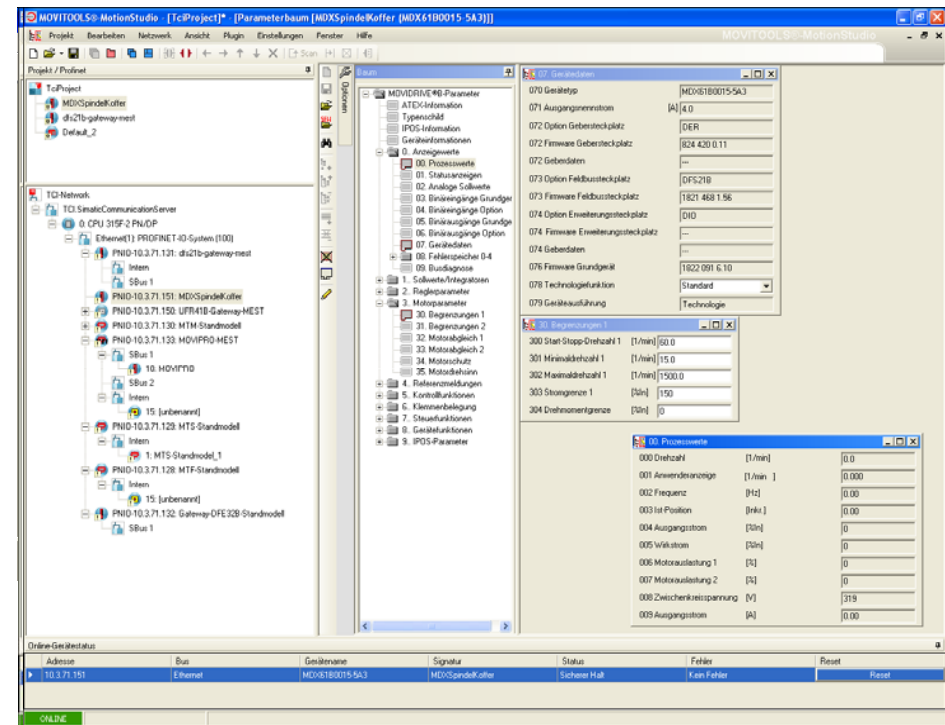 MOVITOOLS® MotionStudio - [TciProject]* - [Parameterbaum [MDXSpindelKoffer (MDX61B0015-5A3)]]
Projekt Bearbeiten Netzwerk Ansicht Plugin Einstellungen Fenster Hilfe
MOVITOOLS®-MotionStudio
Scan
Projekt / Profinet
TciProject
MDXSpindelKoffer
dfs21b-gateway-mest
Default_2
TCI-Network
TCI.SimaticCommunicationServer
0: CPU 315F-2 PN/DP
Ethernet(1): PROFINET-IO-System (100)
PNIO-10.3.71.131: dfs21b-gateway-mest
Intern
SBus 1
PNIO-10.3.71.151: MDXSpindelKoffer
PNIO-10.3.71.150: UFR41B-Gateway-MEST
PNIO-10.3.71.130: MTM-Standmodell
PNIO-10.3.71.133: MOVIPRO-MEST
SBus 1
10: MOVIPRO
SBus 2
Intern
15: [unbenannt]
PNIO-10.3.71.129: MTS-Standmodell
Intern
1: MTS-Standmodel_1
PNIO-10.3.71.128: MTF-Standmodell
Intern
15: [unbenannt]
PNIO-10.3.71.132: Gateway-DFE32B-Standmodell
SBus 1
Optionen
Baum
MOVIDRIVE®B-Parameter
ATEX-Information
Typenschild
IPOS-Information
Geräteinformationen
0. Anzeigewerte
00. Prozesswerte
01. Statusanzeigen
02. Analoge Sollwerte
03. Binäreingänge Grundger
04. Binäreingänge Option
05. Binärausgänge Grundge
06. Binärausgänge Option
07. Gerätedaten
08. Fehlerspeicher 0-4
09. Busdiagnose
1. Sollwerte/Integratoren
2. Reglerparameter
3. Motorparameter
30. Begrenzungen 1
31. Begrenzungen 2
32. Motorabgleich 1
33. Motorabgleich 2
34. Motorschutz
35. Motordrehsinn
4. Referenzmeldungen
5. Kontrollfunktionen
6. Klemmenbelegung
7. Steuerfunktionen
8. Gerätefunktionen
9. IPOS-Parameter
07. Gerätedaten
070 Gerätetyp MDX61B0015-5A3
071 Ausgangsnennstrom [A] 4.0
072 Option Gebersteckplatz DER
072 Firmware Gebersteckplatz 824 420 0.11
072 Geberdaten ---
073 Option Feldbussteckplatz DFS21B
073 Firmware Feldbussteckplatz 1821 468 1.56
074 Option Erweiterungssteckplatz DIO
074 Firmware Erweiterungssteckplatz ---
074 Geberdaten ---
076 Firmware Grundgerät 1822 091 6.10
078 Technologiefunktion Standard
079 Geräteausführung Technologie
30. Begrenzungen 1
300 Start-Stopp-Drehzahl 1 [1/min] 60.0
301 Minimaldrehzahl 1 [1/min] 15.0
302 Maximaldrehzahl 1 [1/min] 1500.0
303 Stromgrenze 1 [%In] 150
304 Drehmomentgrenze [%In] 0
00. Prozesswerte
000 Drehzahl [1/min] 0.0
001 Anwenderanzeige [1/min ] 0.000
002 Frequenz [Hz] 0.00
003 Ist-Position [Inkr.] 0.00
004 Ausgangsstrom [%In] 0
005 Wirkstrom [%In] 0
006 Motorauslastung 1 [%] 0
007 Motorauslastung 2 [%] 0
008 Zwischenkreisspannung [V] 319
009 Ausgangsstrom [A] 0.00
Online-Gerätestatus
Adresse Bus Gerätename Signatur Status Fehler Reset
10.3.71.151 Ethernet MDX61B0015-5A3 MDXSpindelKoffer Sicherer Halt Kein Fehler Reset
ONLINE